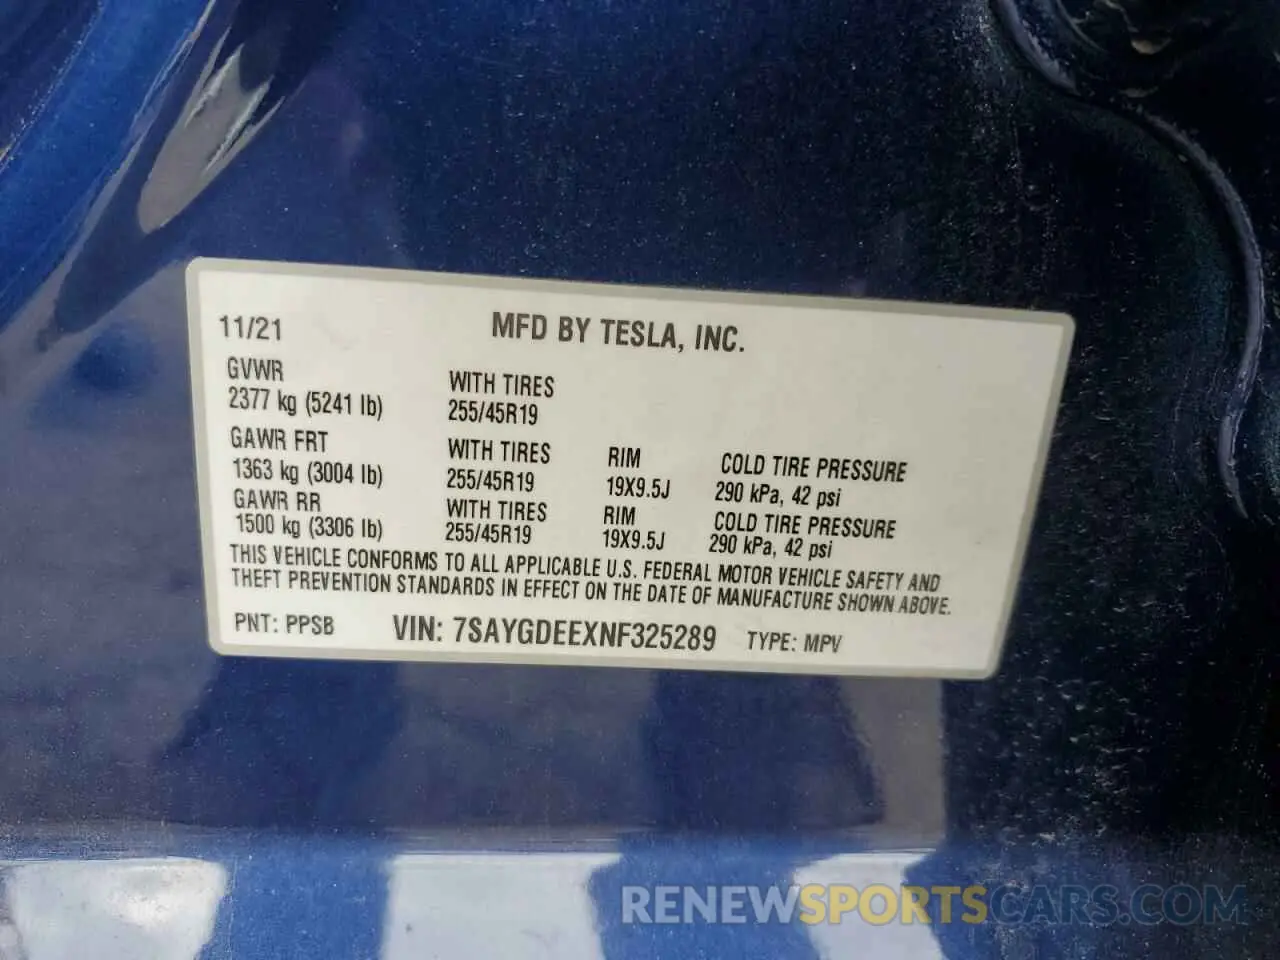 11/21 MFD BY TESLA, INC.
GVWR WITH TIRES
2377 kg (5241 lb) 255/45R19
GAWR FRT WITH TIRES RIM COLD TIRE PRESSURE
1363 kg (3004 lb) 255/45R19 19X9.5J 290 kPa, 42 psi
GAWR RR WITH TIRES RIM COLD TIRE PRESSURE
1500 kg (3306 lb) 255/45R19 19X9.5J 290 kPa, 42 psi
THIS VEHICLE CONFORMS TO ALL APPLICABLE U.S. FEDERAL MOTOR VEHICLE SAFETY AND
THEFT PREVENTION STANDARDS IN EFFECT ON THE DATE OF MANUFACTURE SHOWN ABOVE.
PNT: PPSB VIN: 7SAYGDEEXNF325289 TYPE: MPV
RENEWSPORTSCARS.COM